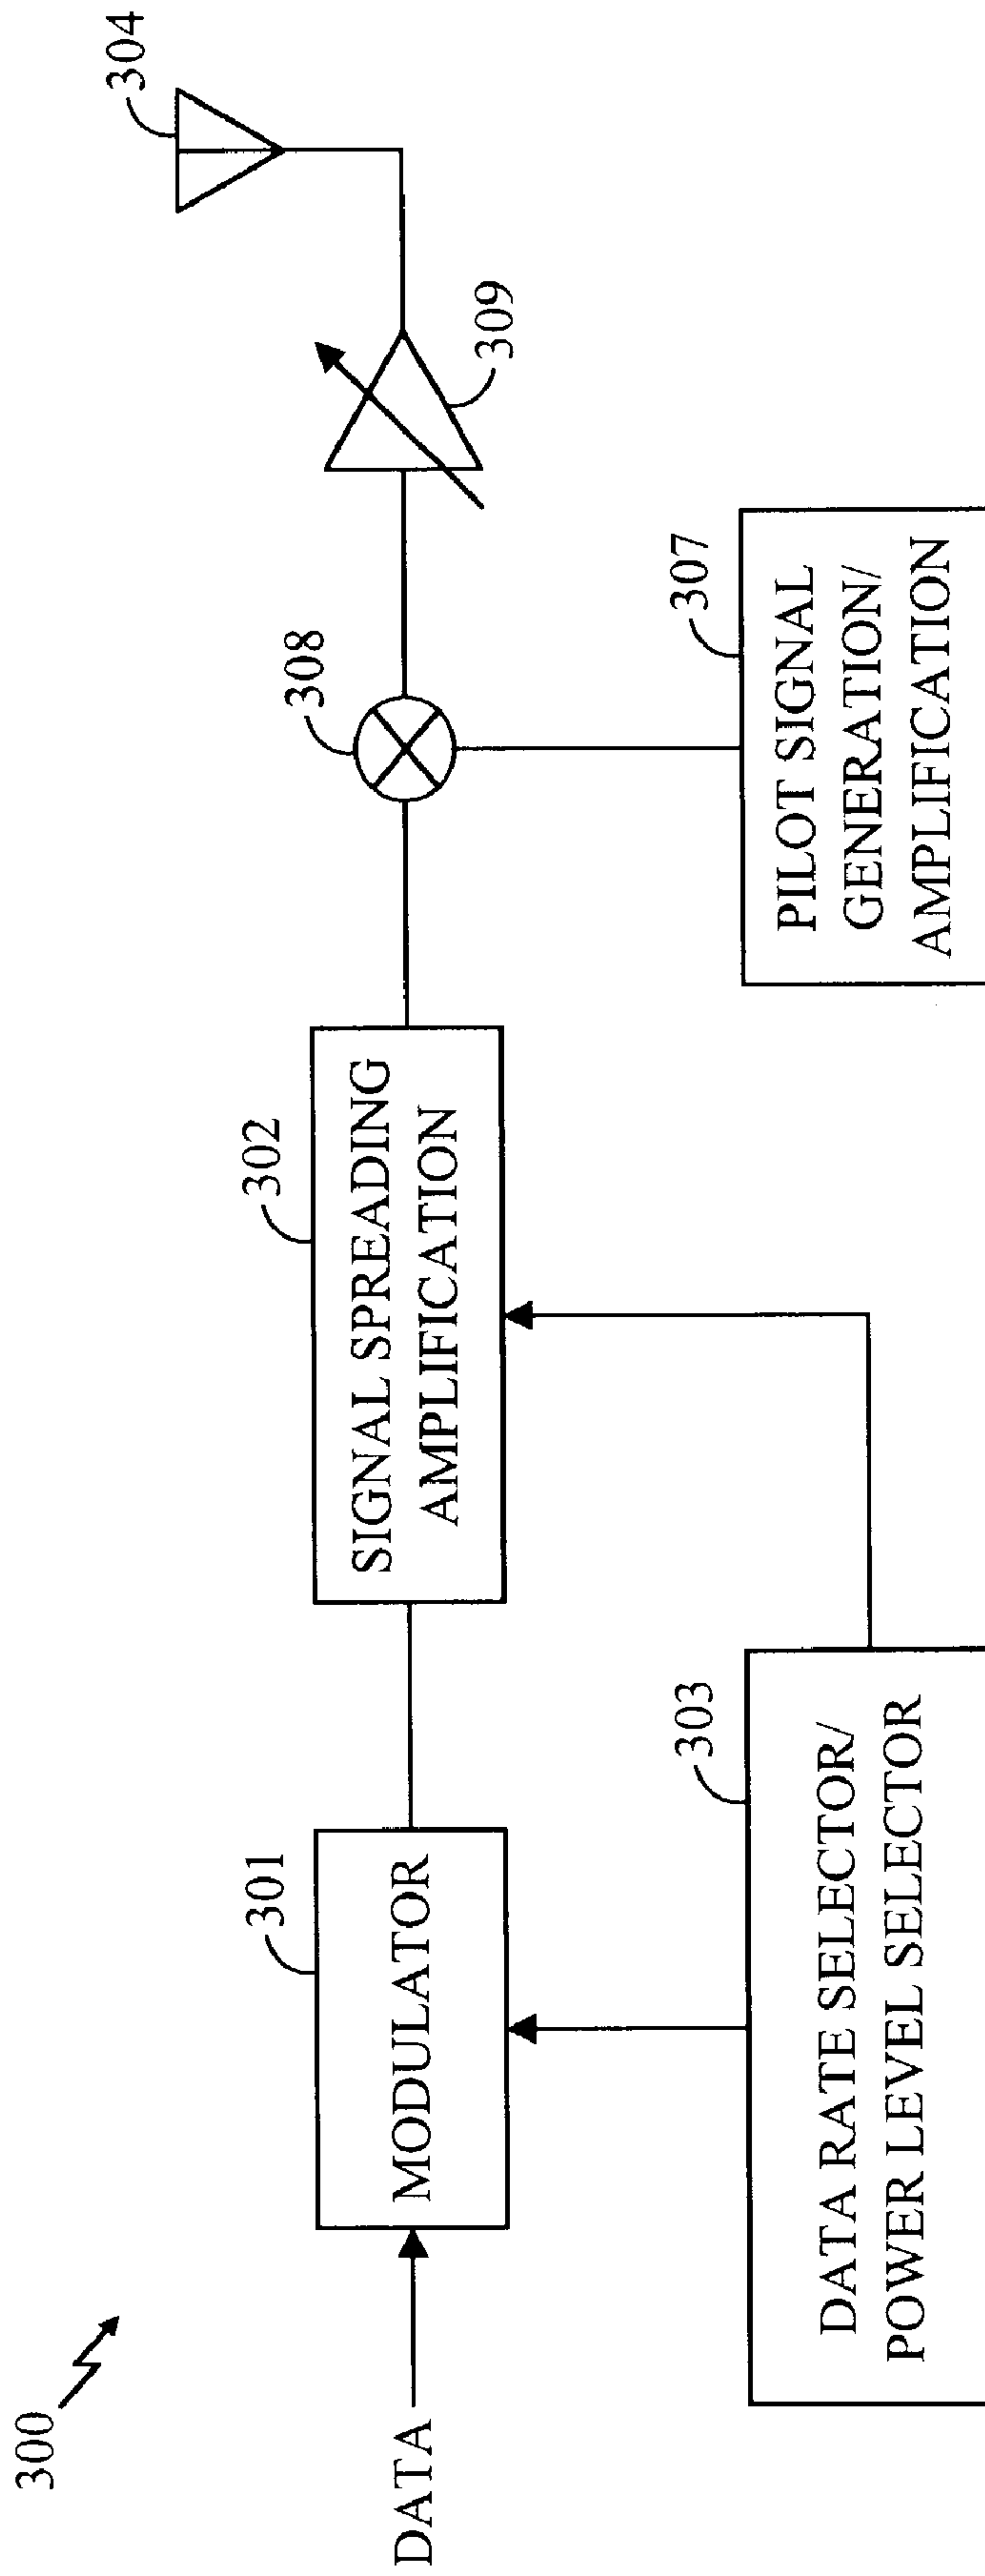 300
DATA
301
MODULATOR
302
SIGNAL SPREADING
AMPLIFICATION
303
DATA RATE SELECTOR/
POWER LEVEL SELECTOR
308
307
PILOT SIGNAL
GENERATION/
AMPLIFICATION
309
304